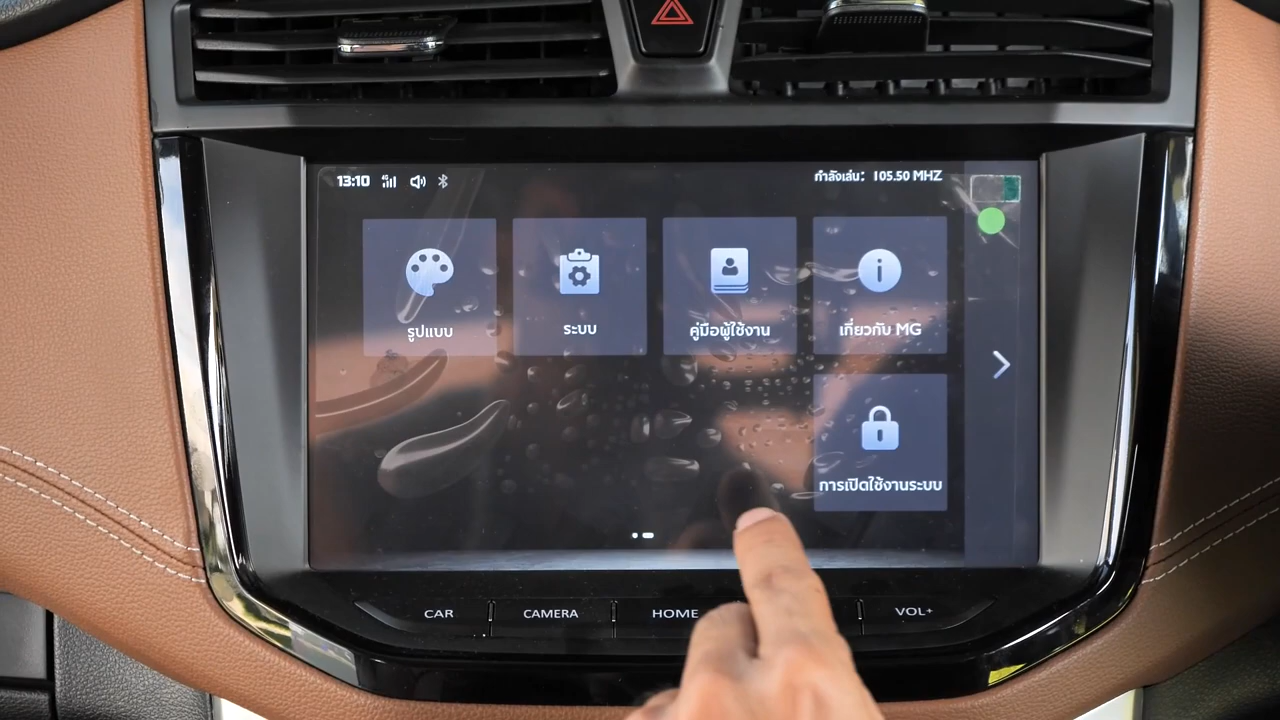 13:10
กำลังเล่น: 105.50 MHZ
รูปแบบ
ระบบ
คู่มือผู้ใช้งาน
เกี่ยวกับ MG
การเปิดใช้งานระบบ
CAR
CAMERA
HOME
VOL+